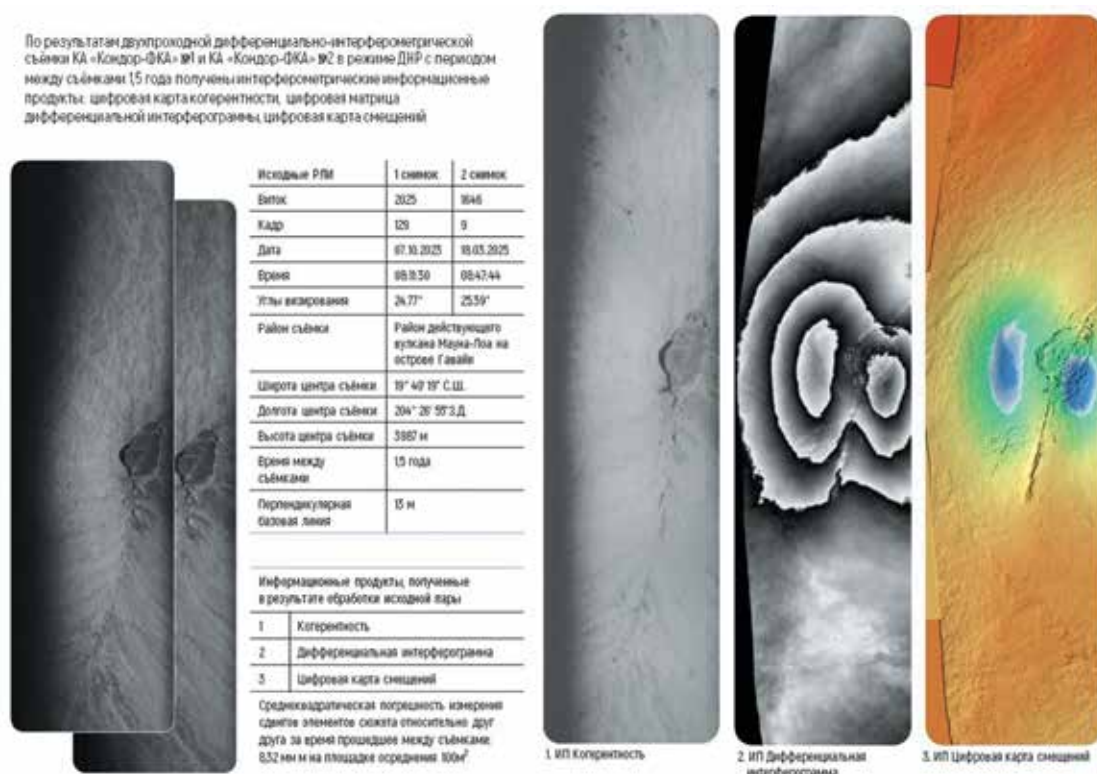 По результатам двухпроходной дифференциально-интерферометрической
съёмки КА «Кондор-ФКА» №1 и КА «Кондор-ФКА» №2 в режиме ДНР с периодом
между съёмками 1,5 года получены интерферометрические информационные
продукты: цифровая карта когерентности, цифровая матрица
дифференциальной интерферограммы, цифровая карта смещений
Исходные РЛИ 1 снимок 2 снимок
Виток 2025 1646
Кадр 129 9
Дата 07.10.2023 18.03.2025
Время 08:11:30 08:47:44
Углы визирования 24.77° 25.59°
Район съёмки Район действующего
вулкана Мауна-Лоа на
острове Гавайи
Широта центра съёмки 19° 40' 19" С.Ш.
Долгота центра съёмки 204° 26' 55" З.Д.
Высота центра съёмки 3987 м
Время между
съёмками 1,5 года
Перпендикулярная
базовая линия 13 м
Информационные продукты, полученные
в результате обработки исходной пары
1 Когерентность
2 Дифференциальная интерферограмма
3 Цифровая карта смещений
Среднеквадратическая погрешность измерения
сдвигов элементов сюжета относительно друг
друга за время прошедшее между съёмками:
8,32 мм м на площадке осреднения 100м²
1. ИП Когерентность
2. ИП Дифференциальная
интерферограмма
3. ИП Цифровая карта смещений